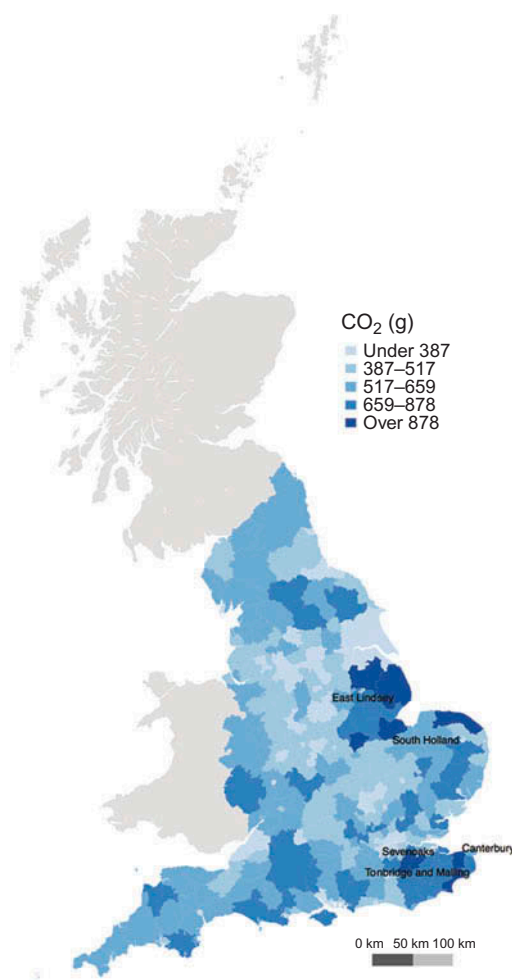 CO₂ (g)
Under 387
387–517
517–659
659–878
Over 878
East Lindsey
South Holland
Sevenoaks
Canterbury
Tonbridge and Malling
0 km 50 km 100 km